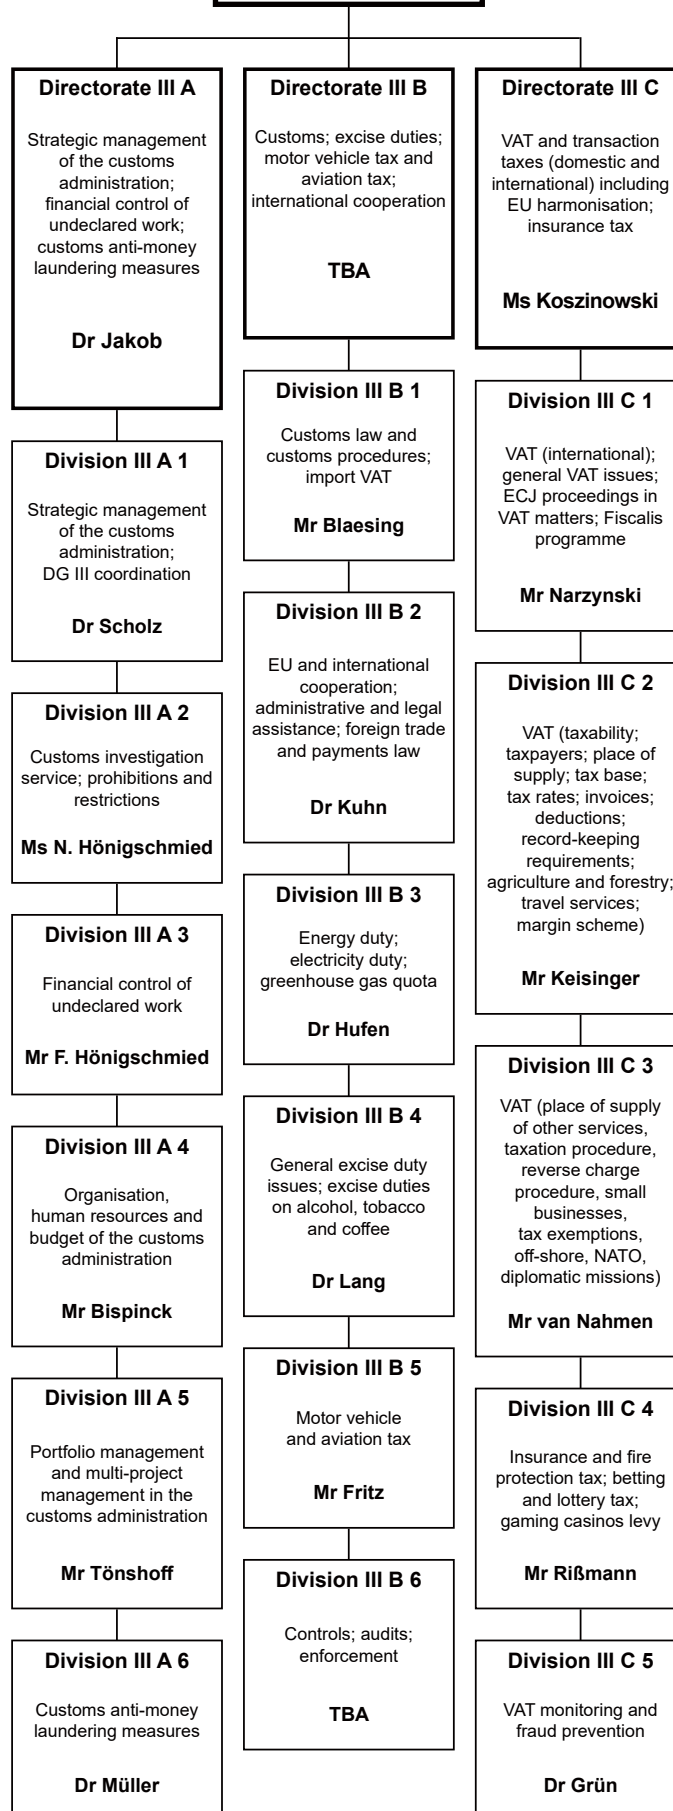 Directorate III A
Strategic management
of the customs
administration;
financial control of
undeclared work;
customs anti-money
laundering measures
Dr Jakob
Division III A 1
Strategic management
of the customs
administration;
DG III coordination
Dr Scholz
Division III A 2
Customs investigation
service; prohibitions and
restrictions
Ms N. Hönigschmied
Division III A 3
Financial control of
undeclared work
Mr F. Hönigschmied
Division III A 4
Organisation,
human resources and
budget of the customs
administration
Mr Bispinck
Division III A 5
Portfolio management
and multi-project
management in the
customs administration
Mr Tönshoff
Division III A 6
Customs anti-money
laundering measures
Dr Müller
Directorate III B
Customs; excise duties;
motor vehicle tax and
aviation tax;
international cooperation
TBA
Division III B 1
Customs law and
customs procedures;
import VAT
Mr Blaesing
Division III B 2
EU and international
cooperation;
administrative and legal
assistance; foreign trade
and payments law
Dr Kuhn
Division III B 3
Energy duty;
electricity duty;
greenhouse gas quota
Dr Hufen
Division III B 4
General excise duty
issues; excise duties
on alcohol, tobacco
and coffee
Dr Lang
Division III B 5
Motor vehicle
and aviation tax
Mr Fritz
Division III B 6
Controls; audits;
enforcement
TBA
Directorate III C
VAT and transaction
taxes (domestic and
international) including
EU harmonisation;
insurance tax
Ms Koszinowski
Division III C 1
VAT (international);
general VAT issues;
ECJ proceedings in
VAT matters; Fiscalis
programme
Mr Narzynski
Division III C 2
VAT (taxability;
taxpayers; place of
supply; tax base;
tax rates; invoices;
deductions;
record-keeping
requirements;
agriculture and forestry;
travel services;
margin scheme)
Mr Keisinger
Division III C 3
VAT (place of supply
of other services,
taxation procedure,
reverse charge
procedure, small
businesses,
tax exemptions,
off-shore, NATO,
diplomatic missions)
Mr van Nahmen
Division III C 4
Insurance and fire
protection tax; betting
and lottery tax;
gaming casinos levy
Mr Rißmann
Division III C 5
VAT monitoring and
fraud prevention
Dr Grün